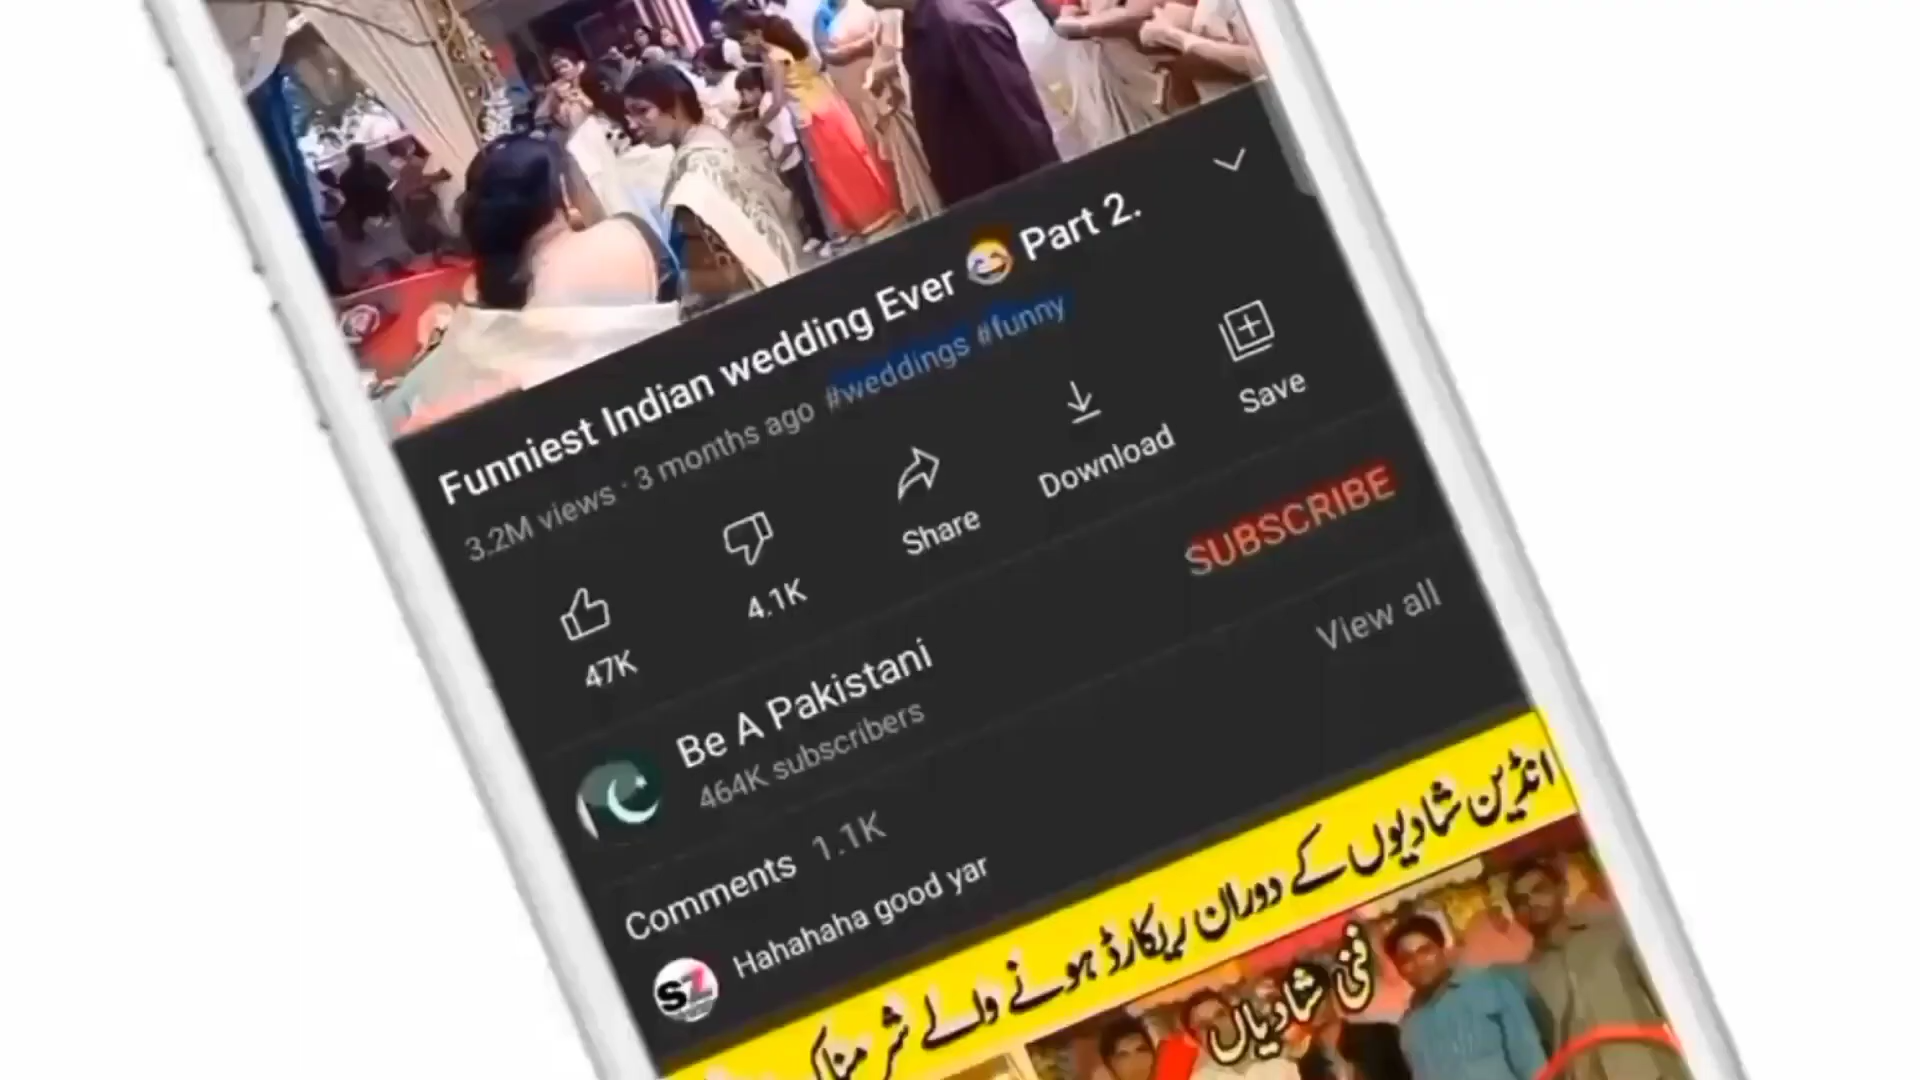 Funniest Indian wedding Ever 😂 Part 2.
3.2M views · 3 months ago #weddings #funny
47K
4.1K
Share
Download
Save
Be A Pakistani
464K subscribers
SUBSCRIBE
Comments 1.1K
View all
SZ
Hahahaha good yar
انڈین شادیوں کے دوران ریکارڈ ہونے والے شرمناک
فنی شادیاں